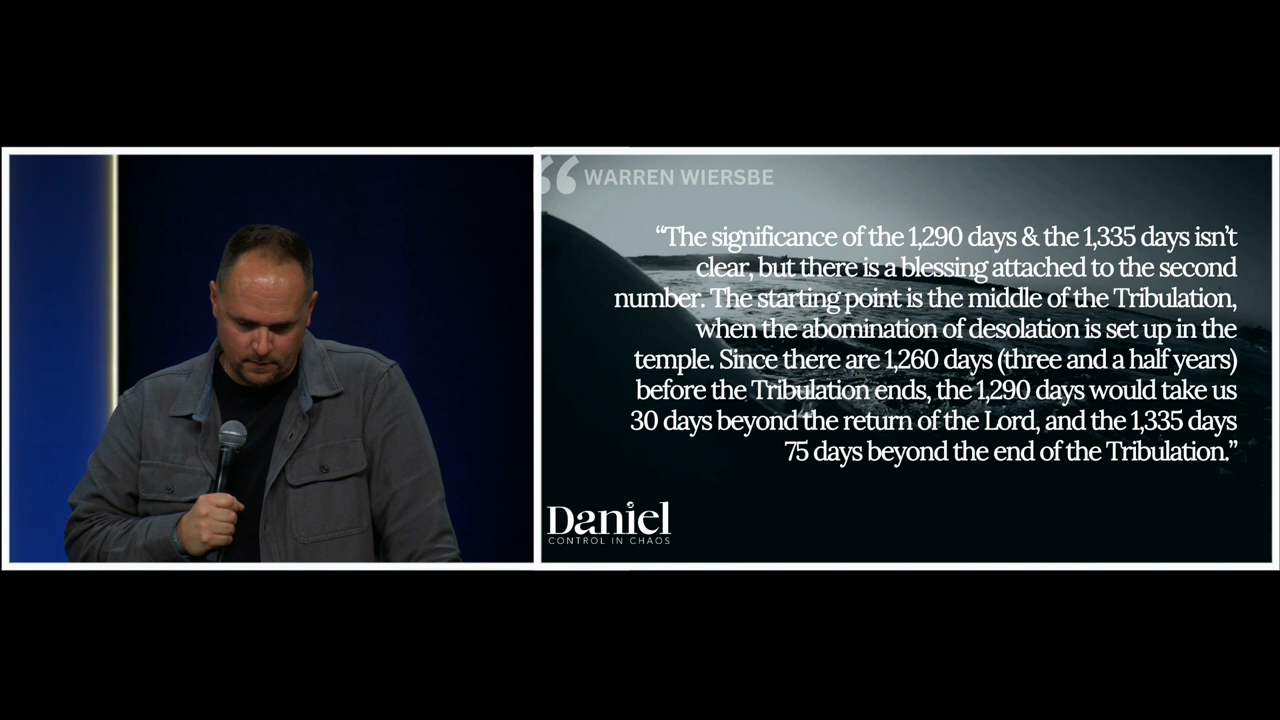 “ WARREN WIERSBE
“The significance of the 1,290 days & the 1,335 days isn’t
clear, but there is a blessing attached to the second
number. The starting point is the middle of the Tribulation,
when the abomination of desolation is set up in the
temple. Since there are 1,260 days (three and a half years)
before the Tribulation ends, the 1,290 days would take us
30 days beyond the return of the Lord, and the 1,335 days
75 days beyond the end of the Tribulation.”
Daniel
CONTROL IN CHAOS